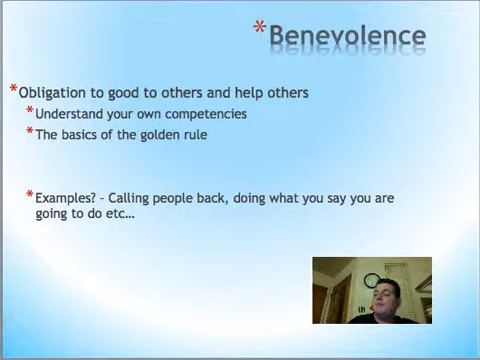 * Benevolence
* Obligation to good to others and help others
* Understand your own competencies
* The basics of the golden rule
* Examples? – Calling people back, doing what you say you are
going to do etc…